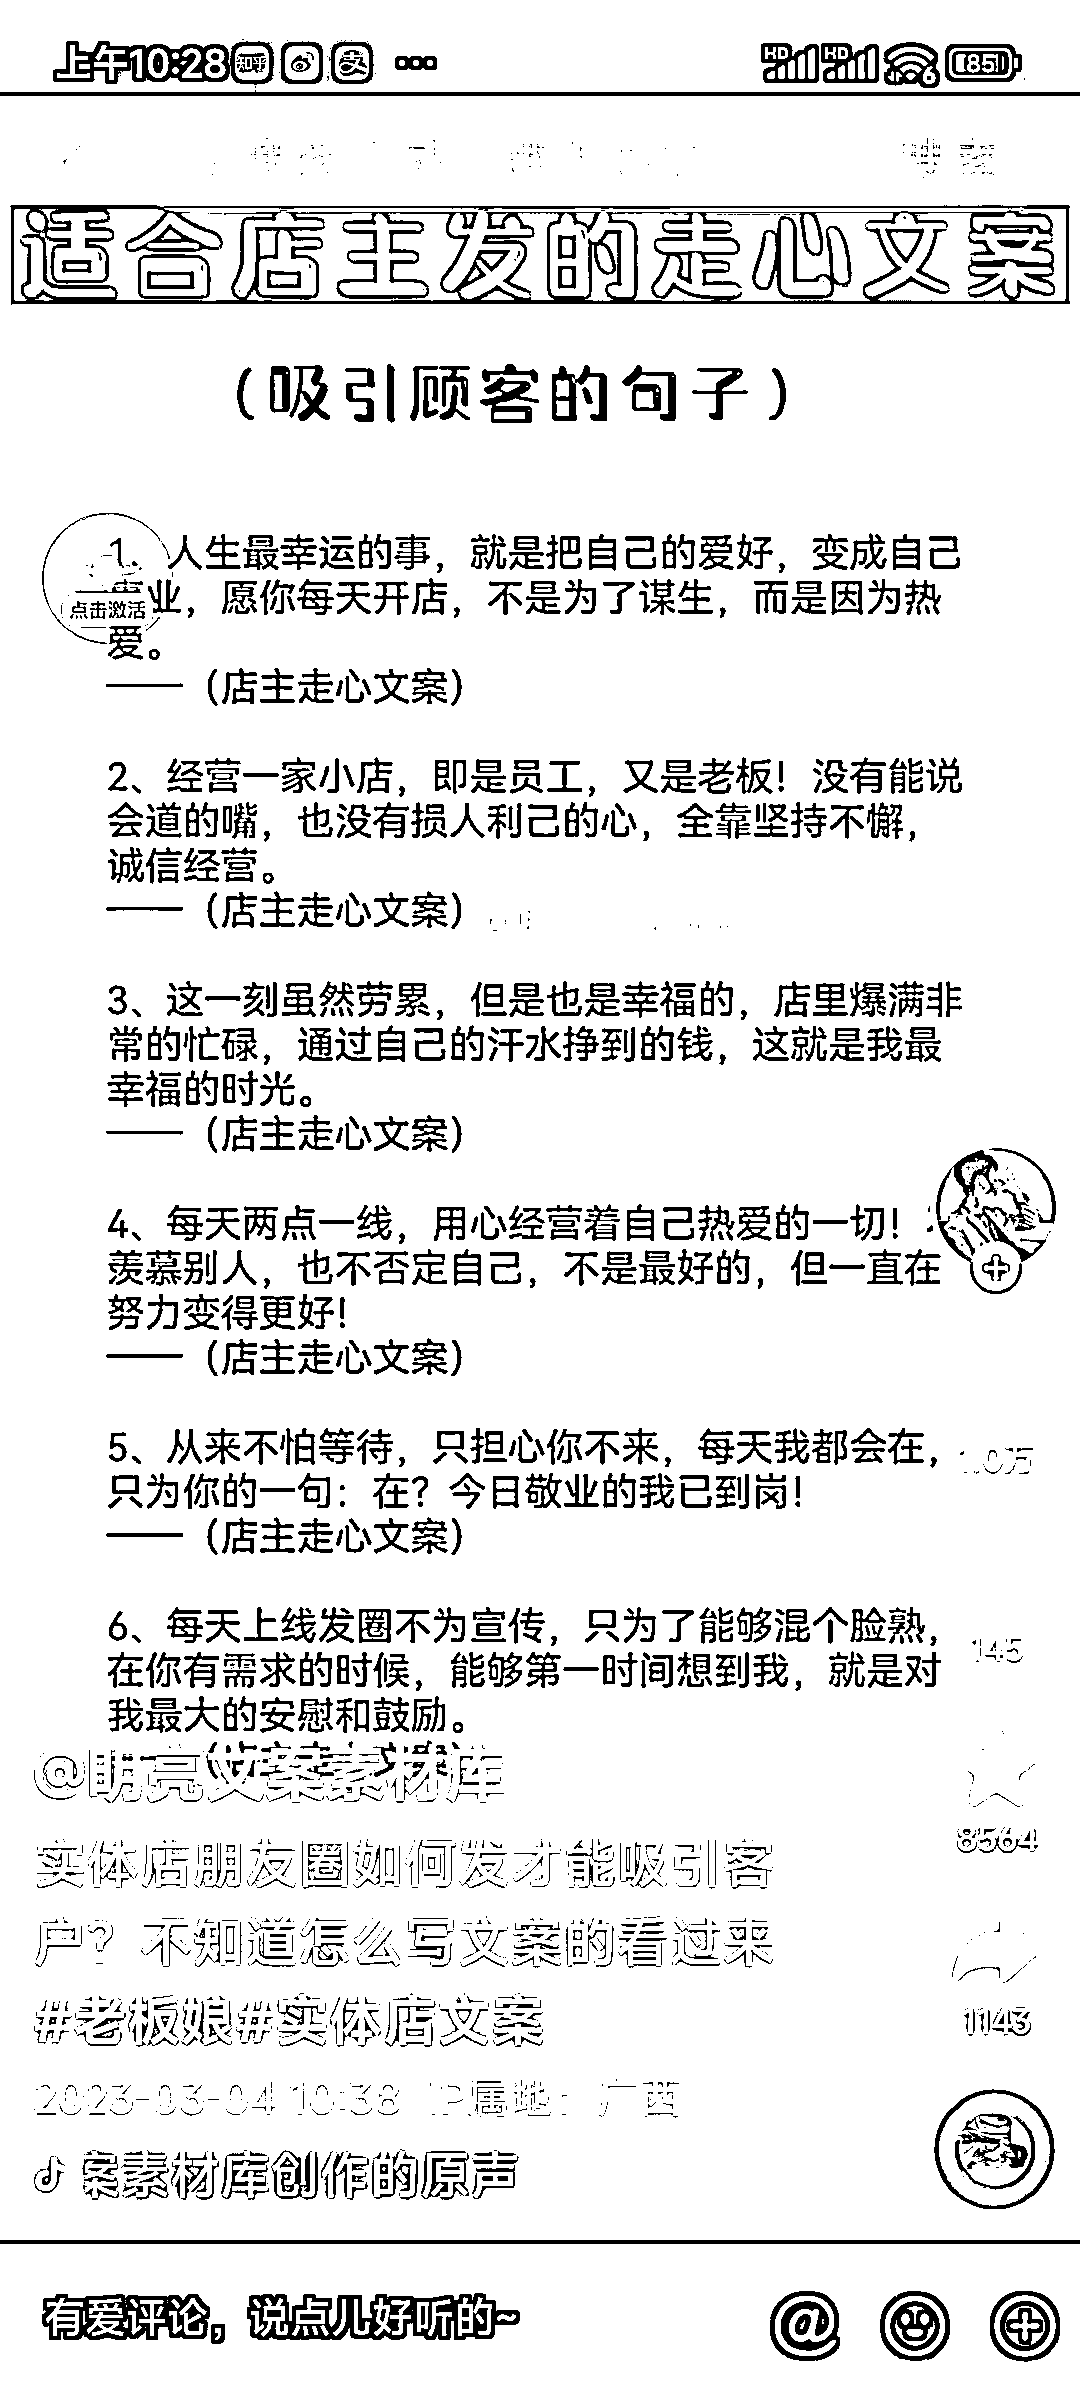 上午10:28 ...
HD HD 6 85
搜索
适合店主发的走心文案
（吸引顾客的句子）
1、人生最幸运的事，就是把自己的爱好，变成自己
业，愿你每天开店，不是为了谋生，而是因为热
点击激活
爱。
——（店主走心文案）
2、经营一家小店，即是员工，又是老板！没有能说
会道的嘴，也没有损人利己的心，全靠坚持不懈，
诚信经营。
——（店主走心文案）
3、这一刻虽然劳累，但是也是幸福的，店里爆满非
常的忙碌，通过自己的汗水挣到的钱，这就是我最
幸福的时光。
——（店主走心文案）
4、每天两点一线，用心经营着自己热爱的一切！
羡慕别人，也不否定自己，不是最好的，但一直在
努力变得更好！
——（店主走心文案）
5、从来不怕等待，只担心你不来，每天我都会在，
1.0万
只为你的一句：在？今日敬业的我已到岗！
——（店主走心文案）
6、每天上线发圈不为宣传，只为了能够混个脸熟，
145
在你有需求的时候，能够第一时间想到我，就是对
我最大的安慰和鼓励。
@明亮文案素材库
8564
实体店朋友圈如何发才能吸引客
户？不知道怎么写文案的看过来
#老板娘#实体店文案
1143
2023-03-04 10:38 IP属地：广西
案素材库创作的原声
有爱评论，说点儿好听的~